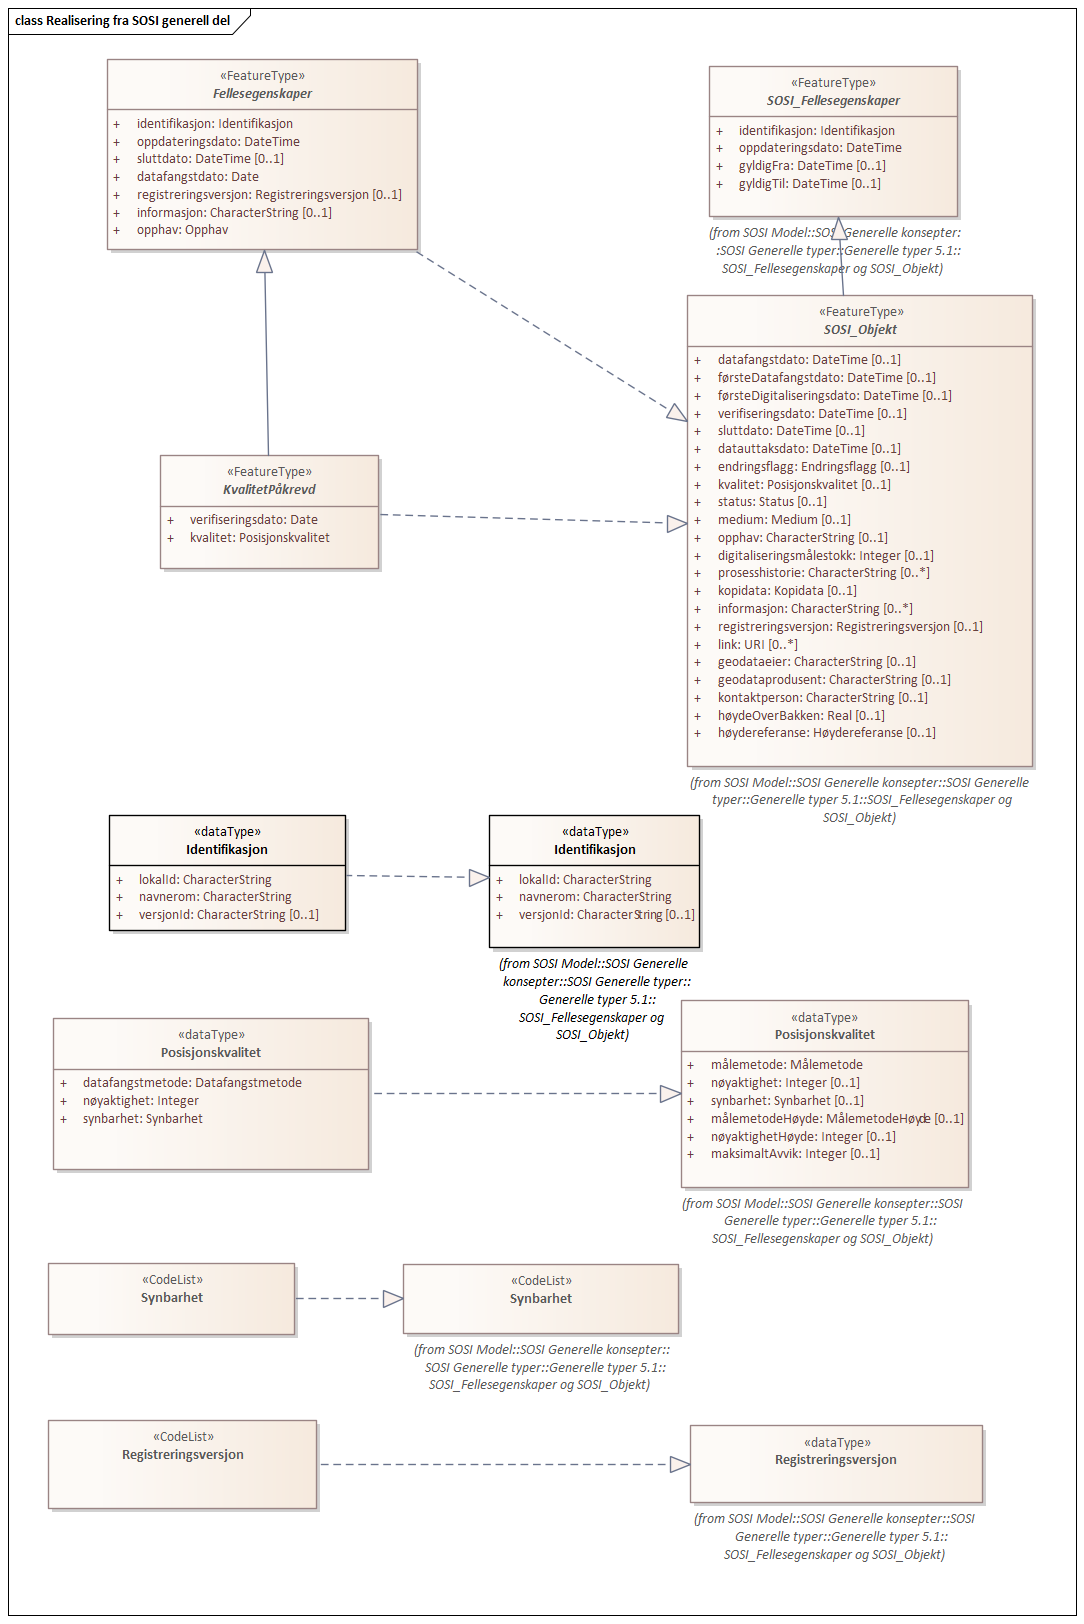 class Realisering fra SOSI generell del
«FeatureType»
Fellesegenskaper
+ identifikasjon: Identifikasjon
+ oppdateringsdato: DateTime
+ sluttdato: DateTime [0..1]
+ datafangstdato: Date
+ registreringsversjon: Registreringsversjon [0..1]
+ informasjon: CharacterString [0..1]
+ opphav: Opphav
«FeatureType»
SOSI_Fellesegenskaper
+ identifikasjon: Identifikasjon
+ oppdateringsdato: DateTime
+ gyldigFra: DateTime [0..1]
+ gyldigTil: DateTime [0..1]
(from SOSI Model::SOSI Generelle konsepter:
:SOSI Generelle typer::Generelle typer 5.1::
SOSI_Fellesegenskaper og SOSI_Objekt)
«FeatureType»
SOSI_Objekt
+ datafangstdato: DateTime [0..1]
+ førsteDatafangstdato: DateTime [0..1]
+ førsteDigitaliseringsdato: DateTime [0..1]
+ verifiseringsdato: DateTime [0..1]
+ sluttdato: DateTime [0..1]
+ datauttaksdato: DateTime [0..1]
+ endringsflagg: Endringsflagg [0..1]
+ kvalitet: Posisjonskvalitet [0..1]
+ status: Status [0..1]
+ medium: Medium [0..1]
+ opphav: CharacterString [0..1]
+ digitaliseringsmålestokk: Integer [0..1]
+ prosesshistorie: CharacterString [0..*]
+ kopidata: Kopidata [0..1]
+ informasjon: CharacterString [0..*]
+ registreringsversjon: Registreringsversjon [0..1]
+ link: URI [0..*]
+ geodataeier: CharacterString [0..1]
+ geodataprodusent: CharacterString [0..1]
+ kontaktperson: CharacterString [0..1]
+ høydeOverBakken: Real [0..1]
+ høydereferanse: Høydereferanse [0..1]
(from SOSI Model::SOSI Generelle konsepter::SOSI Generelle
typer::Generelle typer 5.1::SOSI_Fellesegenskaper og
SOSI_Objekt)
«FeatureType»
KvalitetPåkrevd
+ verifiseringsdato: Date
+ kvalitet: Posisjonskvalitet
«dataType»
Identifikasjon
+ lokalId: CharacterString
+ navnerom: CharacterString
+ versjonId: CharacterString [0..1]
«dataType»
Identifikasjon
+ lokalId: CharacterString
+ navnerom: CharacterString
+ versjonId: CharacterString [0..1]
(from SOSI Model::SOSI Generelle
konsepter::SOSI Generelle typer::
Generelle typer 5.1::
SOSI_Fellesegenskaper og
SOSI_Objekt)
«dataType»
Posisjonskvalitet
+ datafangstmetode: Datafangstmetode
+ nøyaktighet: Integer
+ synbarhet: Synbarhet
«dataType»
Posisjonskvalitet
+ målemetode: Målemetode
+ nøyaktighet: Integer [0..1]
+ synbarhet: Synbarhet [0..1]
+ målemetodeHøyde: MålemetodeHøyde [0..1]
+ nøyaktighetHøyde: Integer [0..1]
+ maksimaltAvvik: Integer [0..1]
(from SOSI Model::SOSI Generelle konsepter::SOSI
Generelle typer::Generelle typer 5.1::
SOSI_Fellesegenskaper og SOSI_Objekt)
«CodeList»
Synbarhet
«CodeList»
Synbarhet
(from SOSI Model::SOSI Generelle konsepter::
SOSI Generelle typer::Generelle typer 5.1::
SOSI_Fellesegenskaper og SOSI_Objekt)
«CodeList»
Registreringsversjon
«dataType»
Registreringsversjon
(from SOSI Model::SOSI Generelle konsepter::SOSI
Generelle typer::Generelle typer 5.1::
SOSI_Fellesegenskaper og SOSI_Objekt)